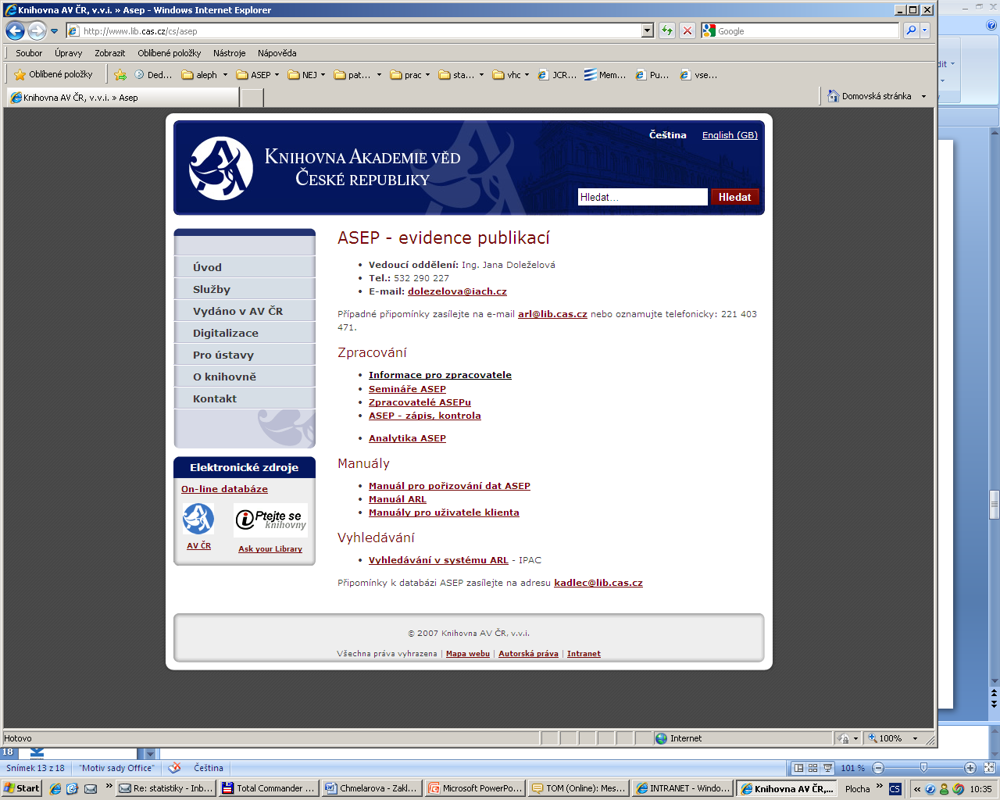 Knihovna AV ČR, v.v.i. » Asep - Windows Internet Explorer
http://www.lib.cas.cz/cs/asep
Google
Soubor Úpravy Zobrazit Oblíbené položky Nástroje Nápověda
Oblíbené položky Ded... aleph ASEP NEJ pat... prac sta... vhc JCR... Mem... Pu... vse...
Knihovna AV ČR, v.v.i. » Asep
Domovská stránka
Čeština English (GB)
Knihovna Akademie věd
České republiky
Hledat... Hledat
Úvod
Služby
Vydáno v AV ČR
Digitalizace
Pro ústavy
O knihovně
Kontakt
Elektronické zdroje
On-line databáze
Ptejte se
knihovny
AV ČR
Ask your Library
ASEP - evidence publikací
• Vedoucí oddělení: Ing. Jana Doleželová
• Tel.: 532 290 227
• E-mail: dolezelova@iach.cz
Případné připomínky zasílejte na e-mail arl@lib.cas.cz nebo oznamujte telefonicky: 221 403
471.
Zpracování
• Informace pro zpracovatele
• Semináře ASEP
• Zpracovatelé ASEPu
• ASEP - zápis, kontrola
• Analytika ASEP
Manuály
• Manuál pro pořizování dat ASEP
• Manuál ARL
• Manuály pro uživatele klienta
Vyhledávání
• Vyhledávání v systému ARL - IPAC
Připomínky k databázi ASEP zasílejte na adresu kadlec@lib.cas.cz
© 2007 Knihovna AV ČR, v.v.i.
Všechna práva vyhrazena | Mapa webu | Autorská práva | Intranet
Hotovo
Internet
100%
18
Snímek 13 z 18 "Motiv sady Office" Čeština
101 %
Start
Re: statistiky - Inb...
Total Commander ...
Chmelarova - Zakl...
Microsoft PowerPo...
TOM (Online): Mes...
INTRANET - Windo...
Knihovna AV ČR,...
Plocha
CS
10:35